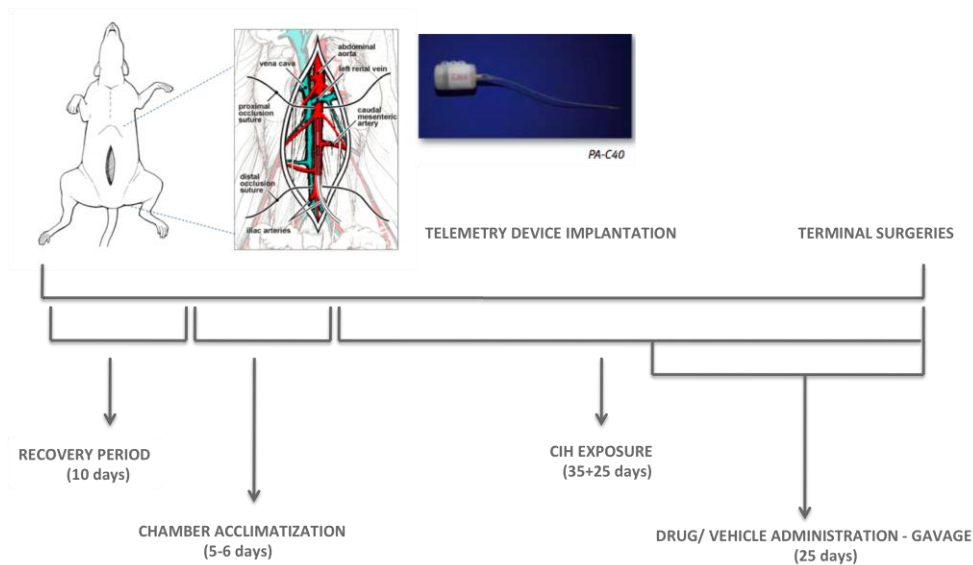 abdominal
aorta
vena cava
left renal vein
proximal
occlusion
suture
caudal
mesenteric
artery
distal
occlusion
suture
iliac arteries
PA-C40
TELEMETRY DEVICE IMPLANTATION
TERMINAL SURGERIES
RECOVERY PERIOD
(10 days)
CIH EXPOSURE
(35+25 days)
CHAMBER ACCLIMATIZATION
(5-6 days)
DRUG/ VEHICLE ADMINISTRATION - GAVAGE
(25 days)